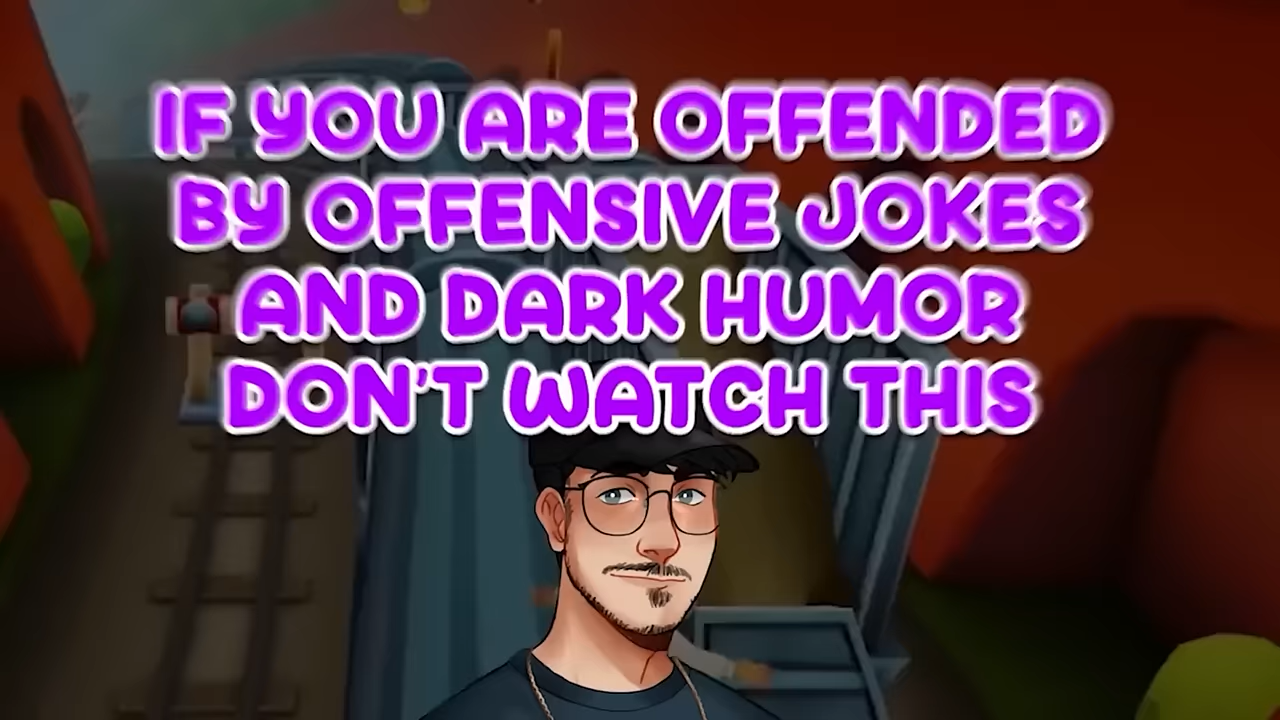 IF YOU ARE OFFENDED
BY OFFENSIVE JOKES
AND DARK HUMOR
DON'T WATCH THIS